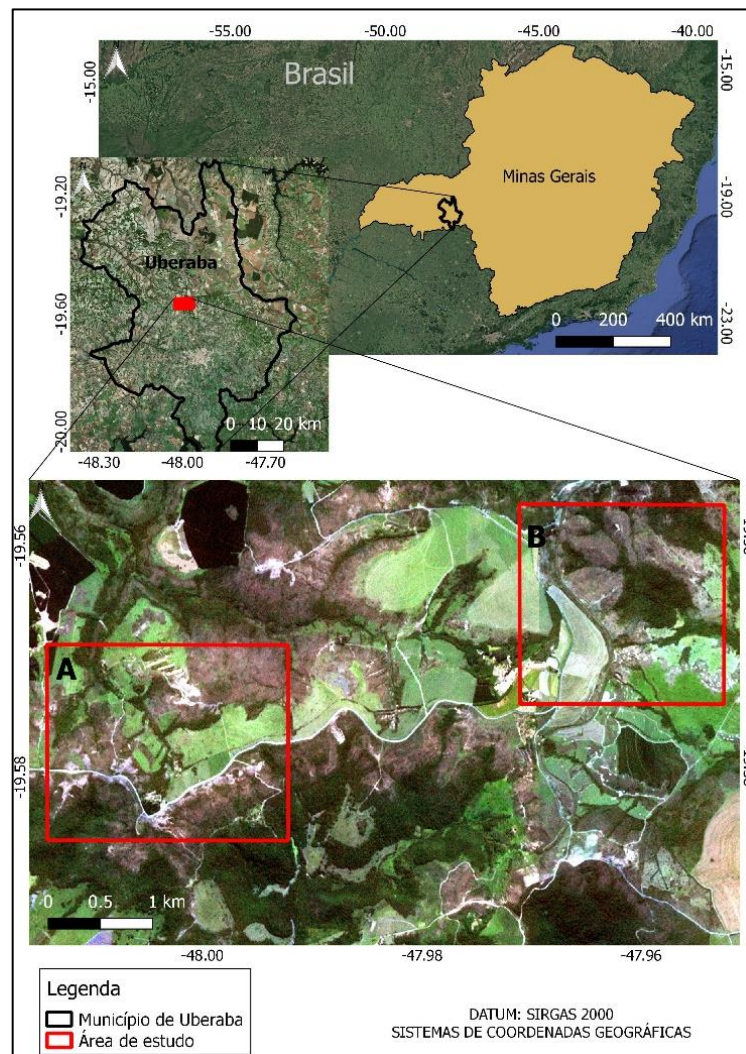 -55.00
-50.00
-45.00
-40.00
N
-15.00
Brasil
-15.00
-19.20
Minas Gerais
-19.00
Uberaba
-19.60
-23.00
0 200 400 km
-20.00
0 10 20 km
-48.30 -48.00 -47.70
-19.56
B
A
-19.58
0 0.5 1 km
-48.00 -47.98 -47.96
Legenda
Município de Uberaba
Área de estudo
DATUM: SIRGAS 2000
SISTEMAS DE COORDENADAS GEOGRÁFICAS